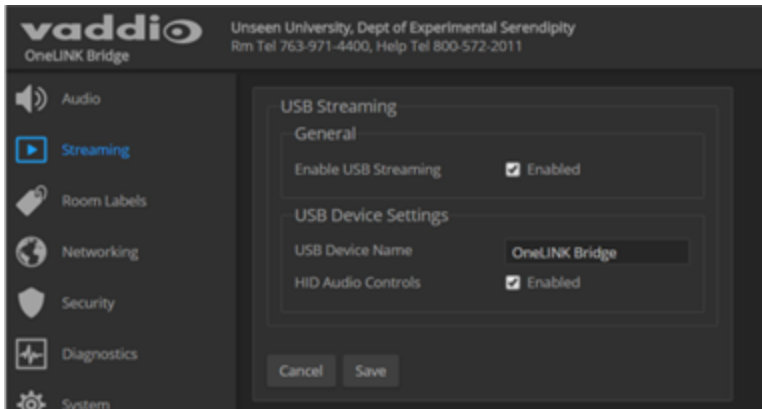 vaddio
OneLINK Bridge
Unseen University, Dept of Experimental Serendipity
Rm Tel 763-971-4400, Help Tel 800-572-2011
Audio
Streaming
Room Labels
Networking
Security
Diagnostics
System
USB Streaming
General
Enable USB Streaming Enabled
USB Device Settings
USB Device Name OneLINK Bridge
HID Audio Controls Enabled
Cancel Save